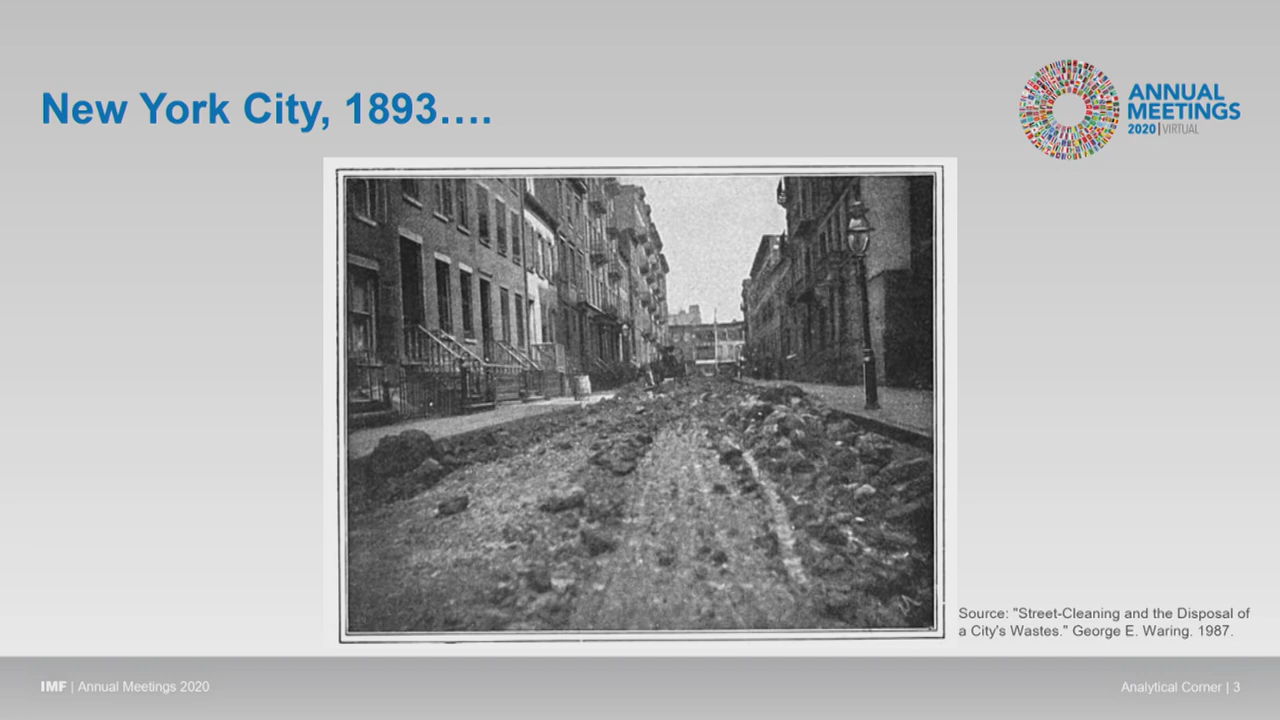 New York City, 1893....
ANNUAL
MEETINGS
2020 | VIRTUAL
Source: "Street-Cleaning and the Disposal of
a City's Wastes." George E. Waring. 1987.
IMF | Annual Meetings 2020
Analytical Corner | 3